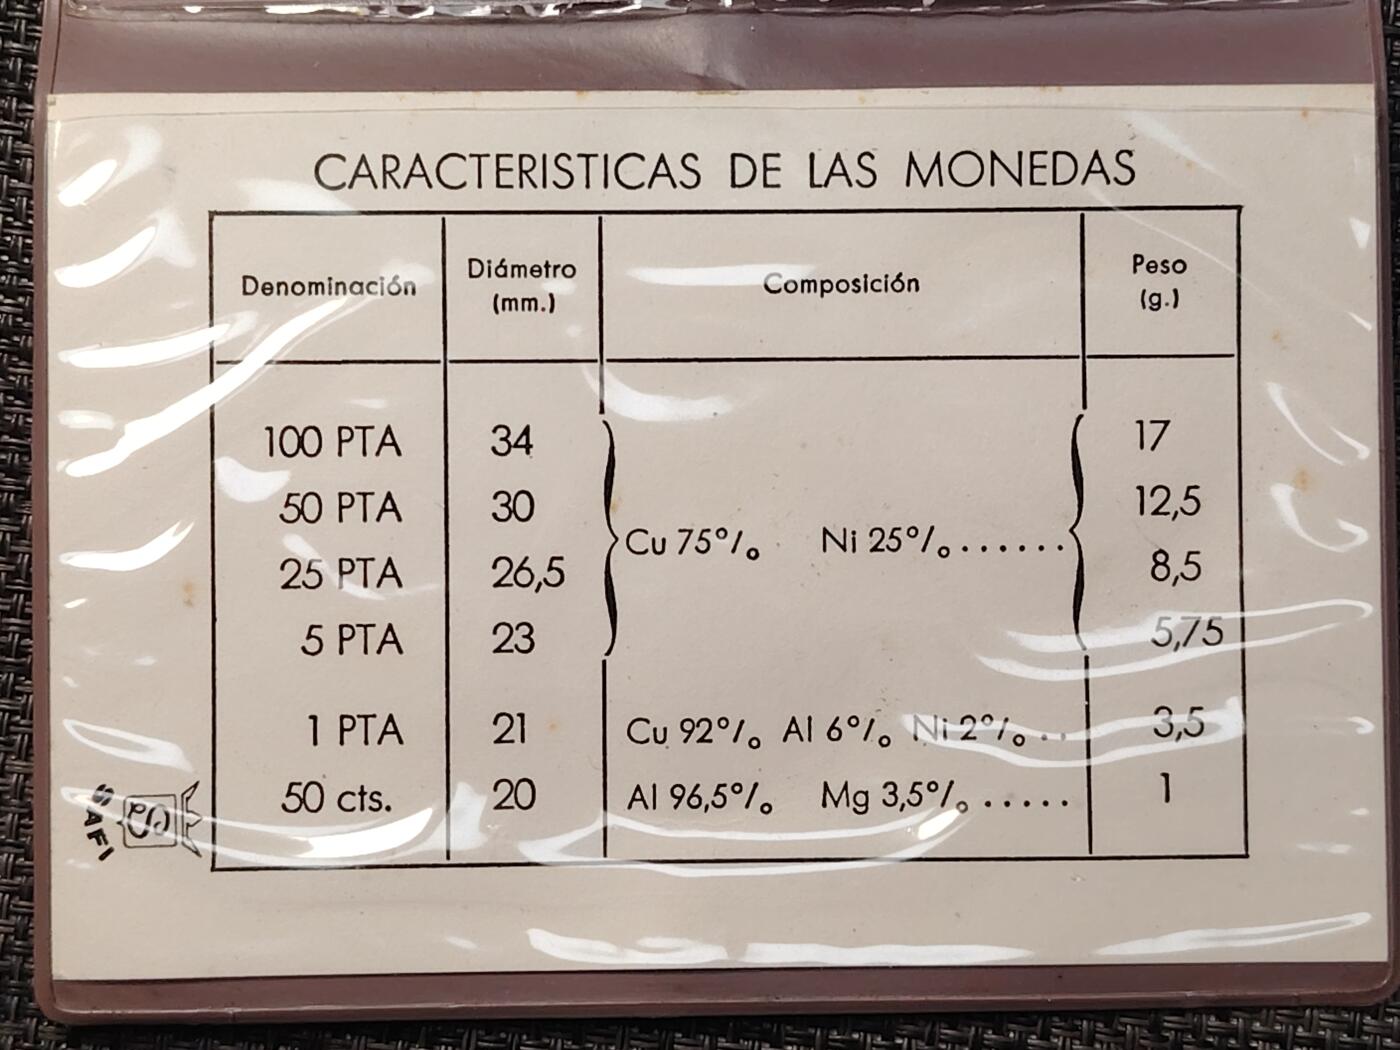 CARACTERISTICAS DE LAS MONEDAS
Denominación Diámetro (mm.) Composición Peso (g.)
100 PTA 34 17
50 PTA 30 12,5
Cu 75% Ni 25%......
25 PTA 26,5 8,5
5 PTA 23 5,75
1 PTA 21 Cu 92% Al 6% Ni 2%.. 3,5
50 cts. 20 Al 96,5% Mg 3,5%..... 1
SAFI